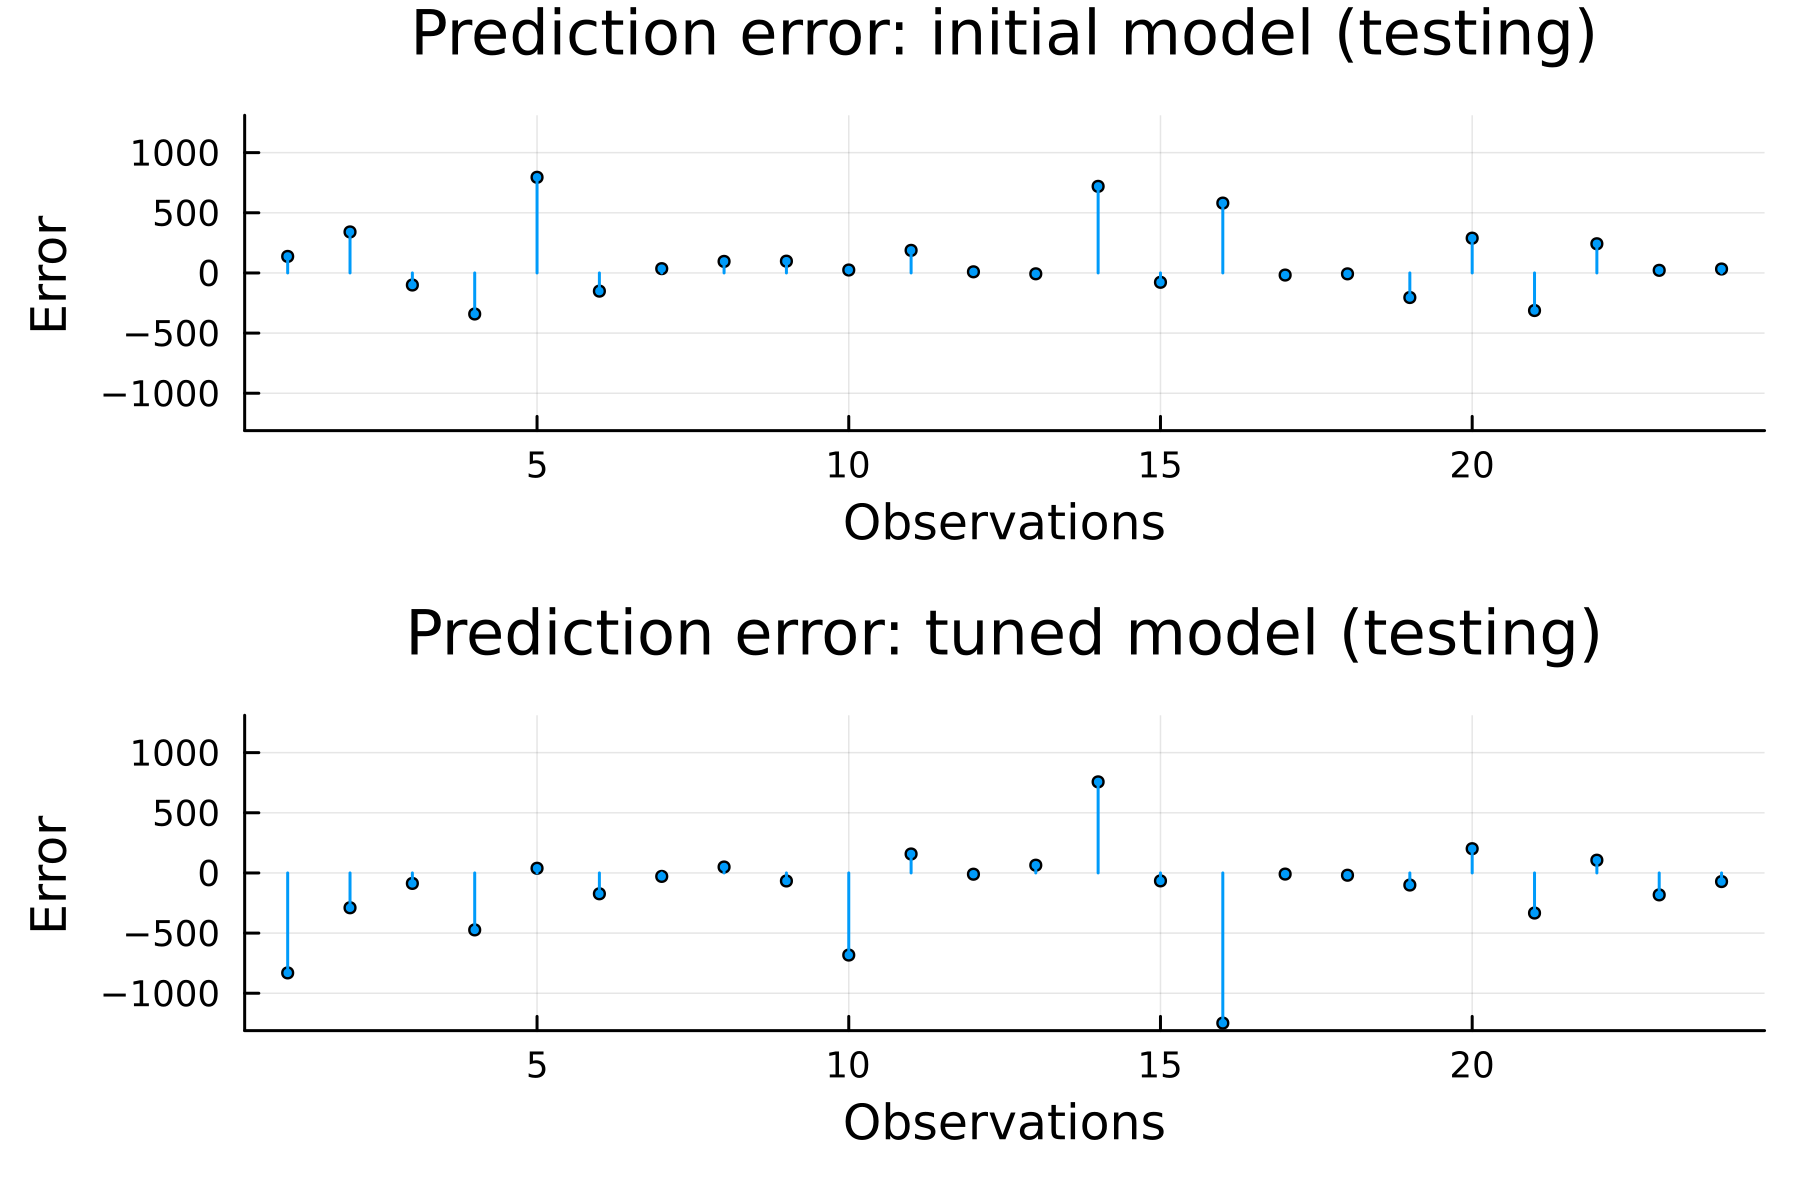 Prediction error: initial model (testing)
1000
500
0
−500
−1000
Error
5 10 15 20
Observations
Prediction error: tuned model (testing)
1000
500
0
−500
−1000
Error
5 10 15 20
Observations